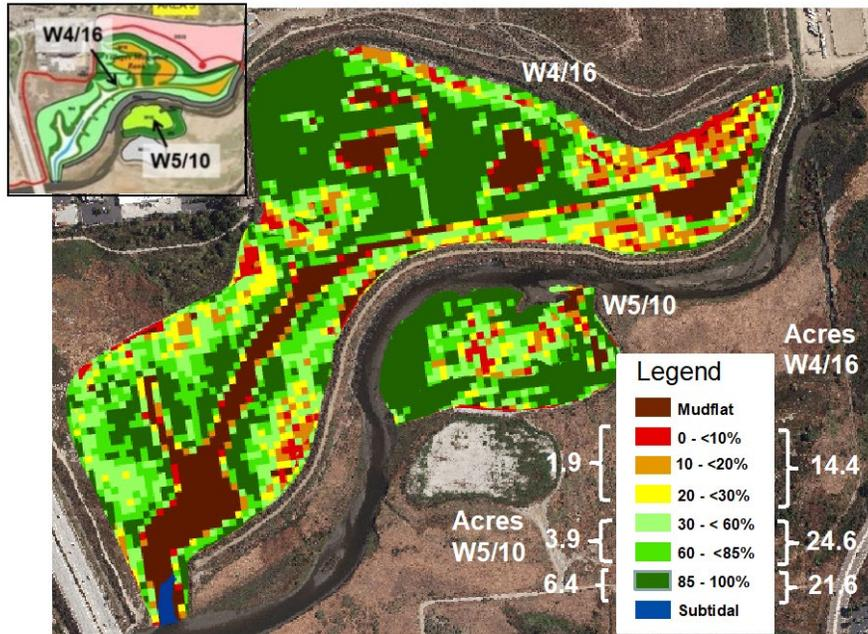 AREA 3
W4/16
W5/10
W4/16
W5/10
Acres
W4/16
Legend
Mudflat
0 - <10%
10 - <20%
20 - <30%
30 - < 60%
60 - <85%
85 - 100%
Subtidal
1.9
14.4
Acres
W5/10
3.9
24.6
6.4
21.6